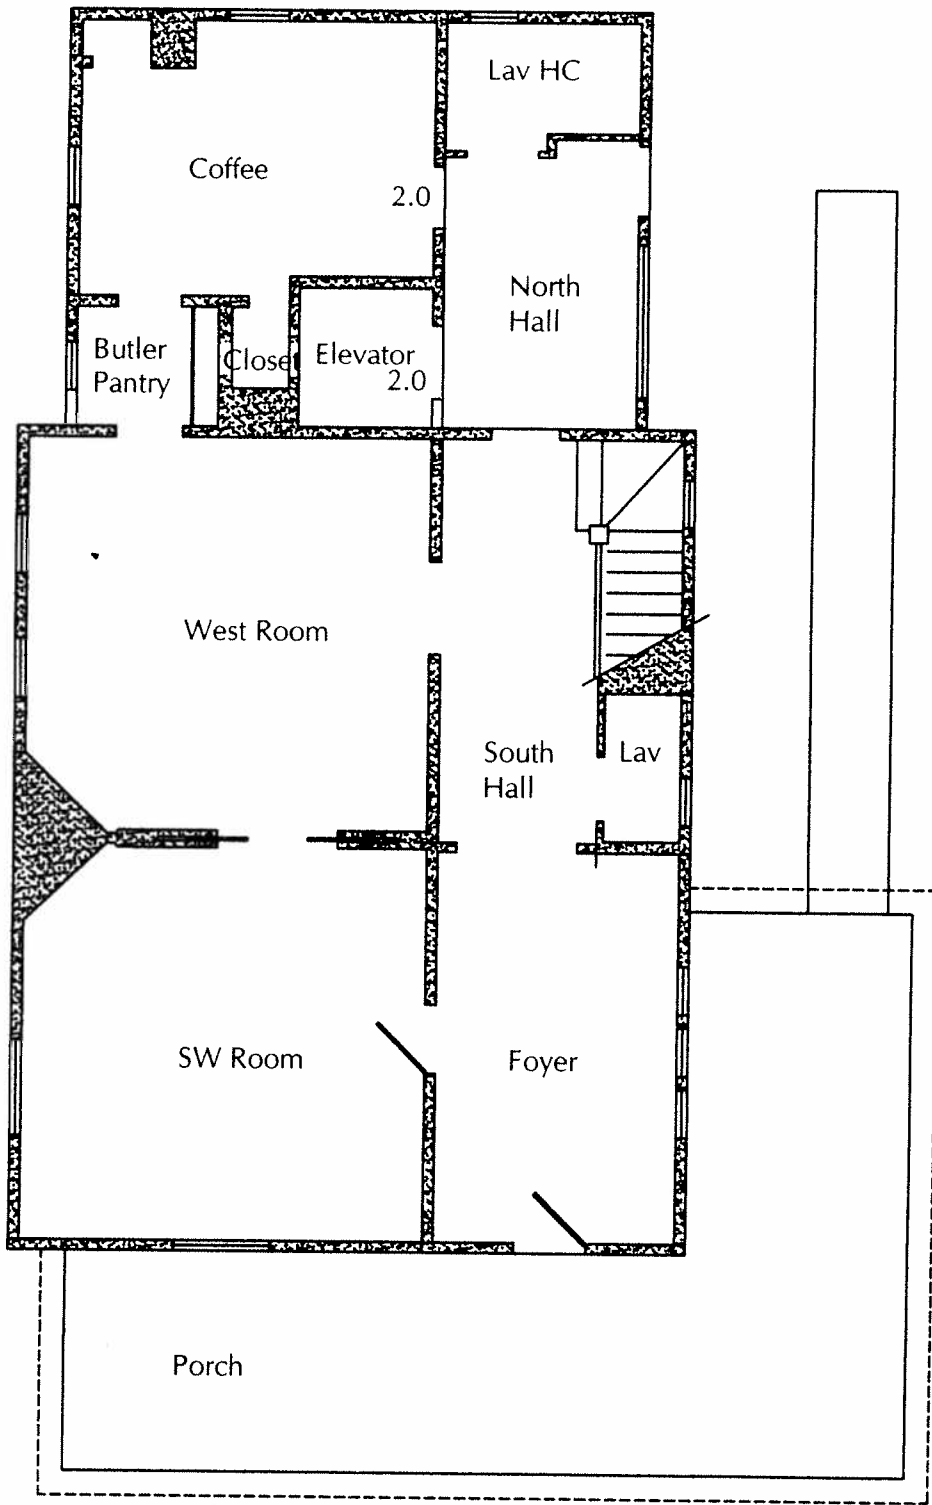 Lav HC
Coffee
2.0
North
Hall
Butler
Pantry
Close
Elevator
2.0
West Room
South
Hall
Lav
SW Room
Foyer
Porch